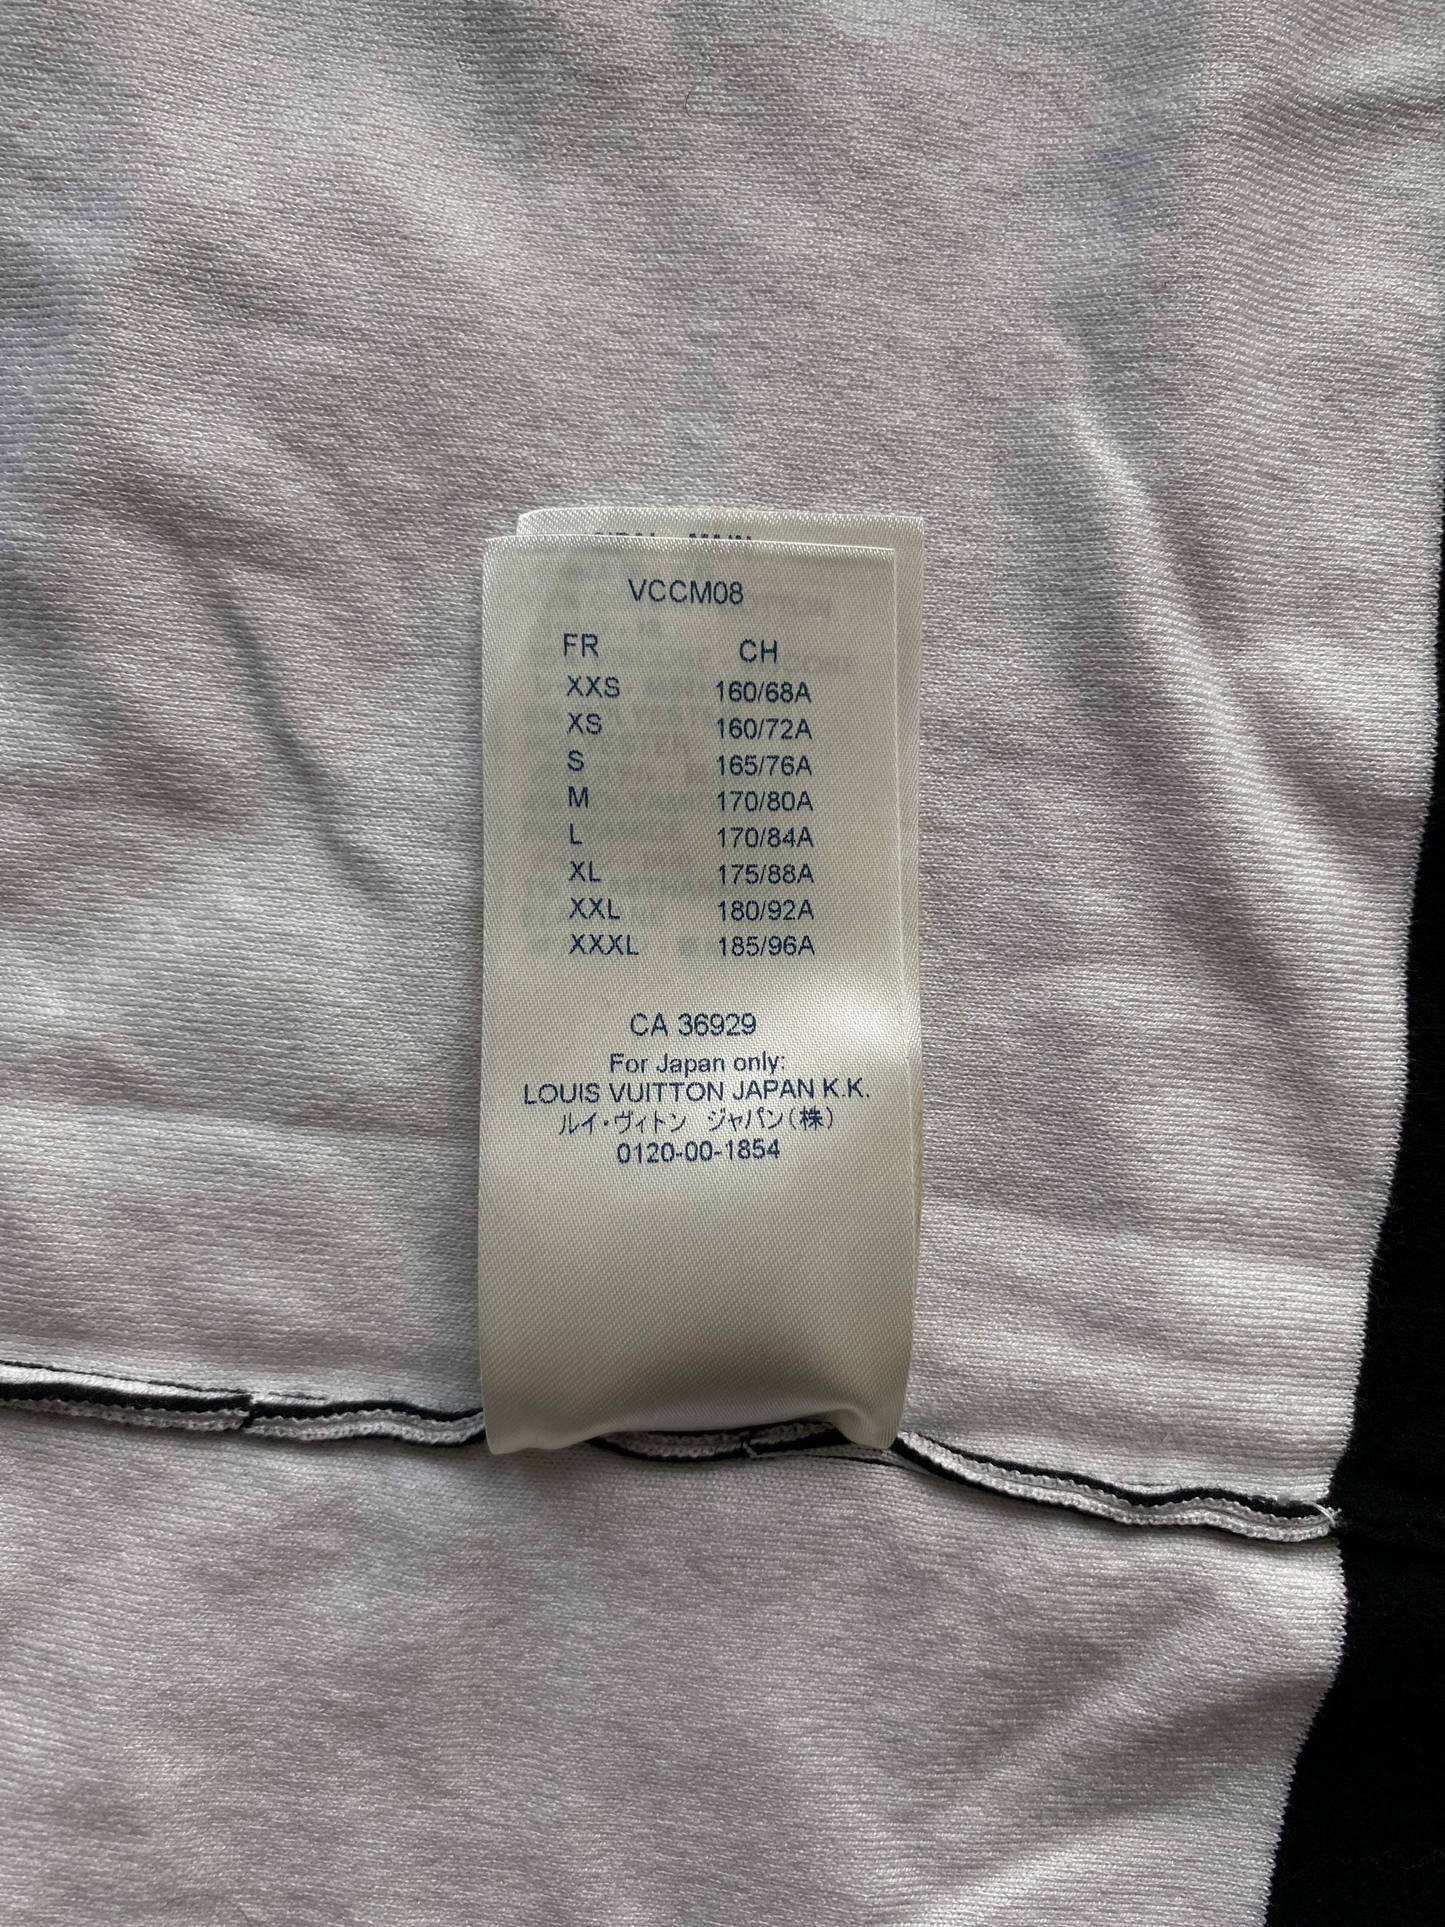 VCCM08
FR CH
XXS 160/68A
XS 160/72A
S 165/76A
M 170/80A
L 170/84A
XL 175/88A
XXL 180/92A
XXXL 185/96A
CA 36929
For Japan only:
LOUIS VUITTON JAPAN K.K.
ルイ・ヴィトン ジャパン(株)
0120-00-1854